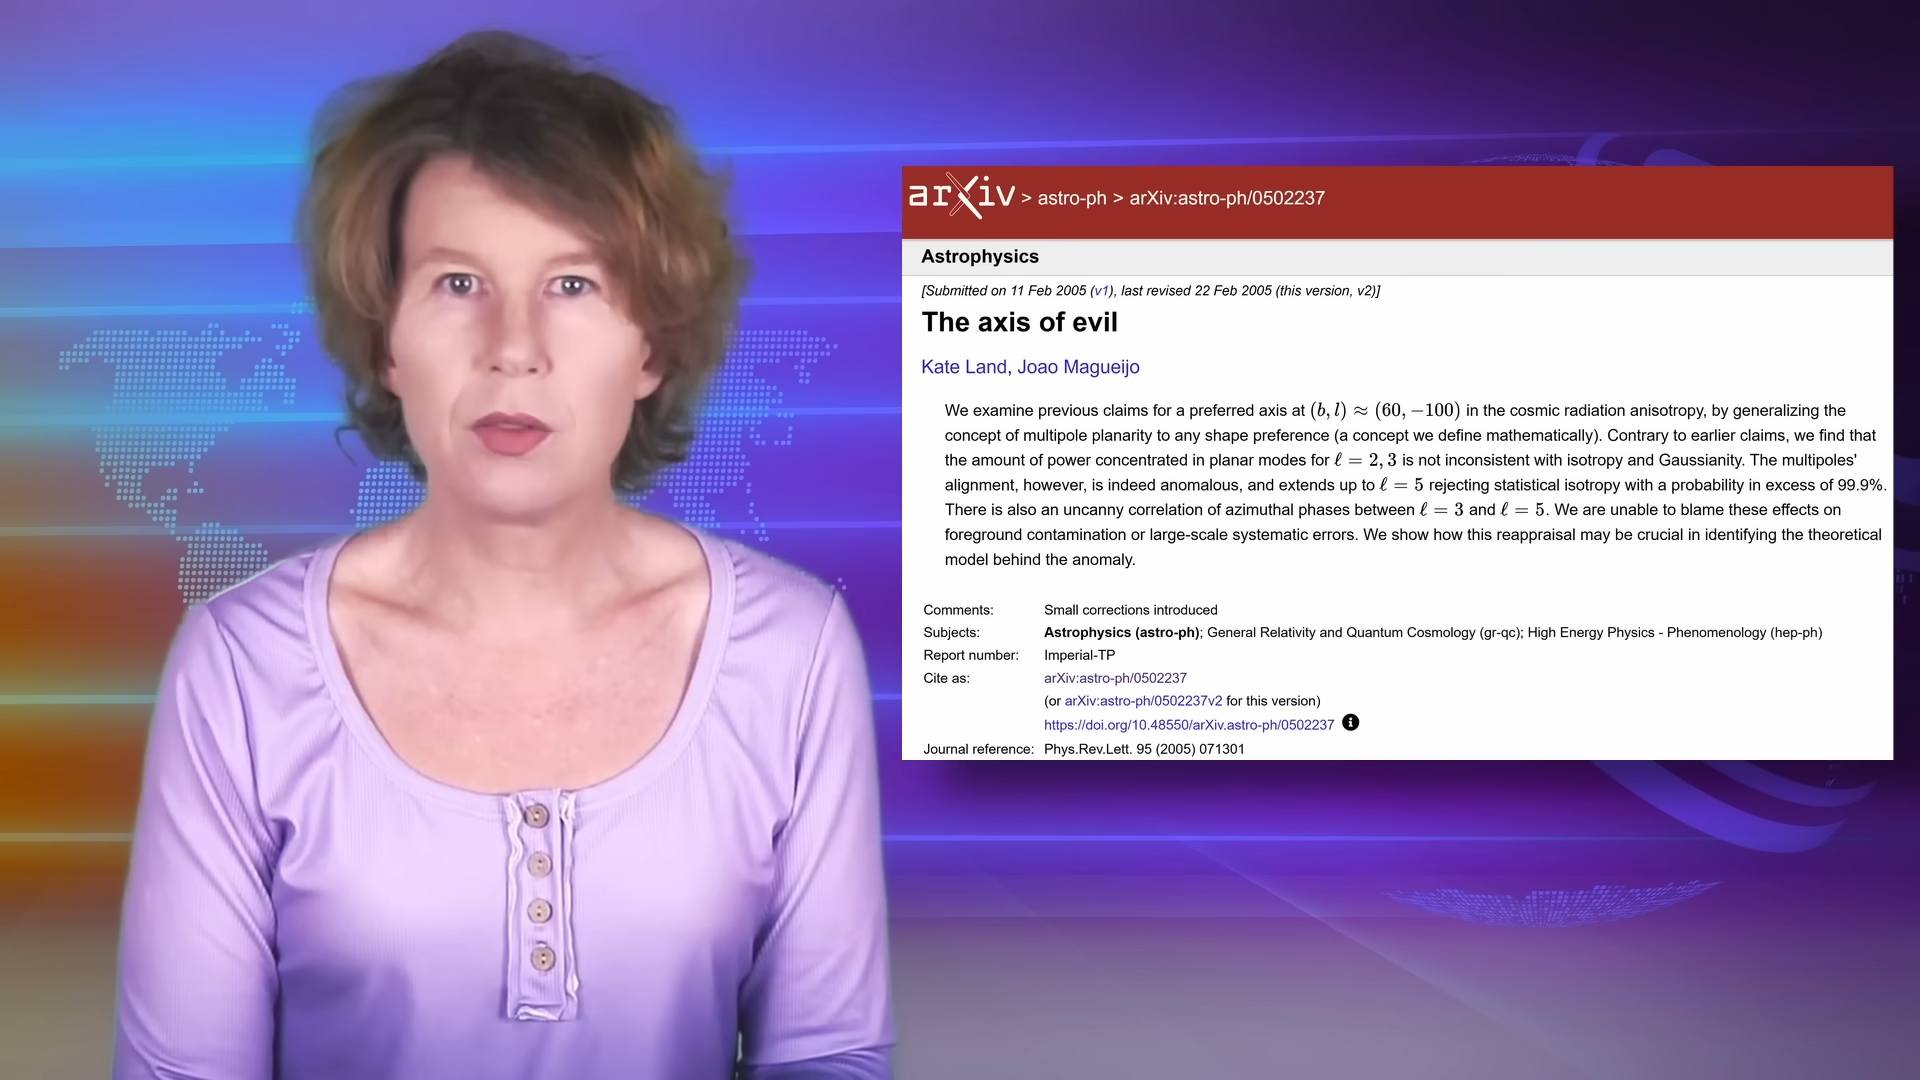 arXiv > astro-ph > arXiv:astro-ph/0502237
Astrophysics
[Submitted on 11 Feb 2005 (v1), last revised 22 Feb 2005 (this version, v2)]
The axis of evil
Kate Land, Joao Magueijo
We examine previous claims for a preferred axis at (b, l) ≈ (60, −100) in the cosmic radiation anisotropy, by generalizing the
concept of multipole planarity to any shape preference (a concept we define mathematically). Contrary to earlier claims, we find that
the amount of power concentrated in planar modes for ℓ = 2, 3 is not inconsistent with isotropy and Gaussianity. The multipoles'
alignment, however, is indeed anomalous, and extends up to ℓ = 5 rejecting statistical isotropy with a probability in excess of 99.9%.
There is also an uncanny correlation of azimuthal phases between ℓ = 3 and ℓ = 5. We are unable to blame these effects on
foreground contamination or large-scale systematic errors. We show how this reappraisal may be crucial in identifying the theoretical
model behind the anomaly.
Comments: Small corrections introduced
Subjects: Astrophysics (astro-ph); General Relativity and Quantum Cosmology (gr-qc); High Energy Physics - Phenomenology (hep-ph)
Report number: Imperial-TP
Cite as: arXiv:astro-ph/0502237
(or arXiv:astro-ph/0502237v2 for this version)
https://doi.org/10.48550/arXiv.astro-ph/0502237
Journal reference: Phys.Rev.Lett. 95 (2005) 071301